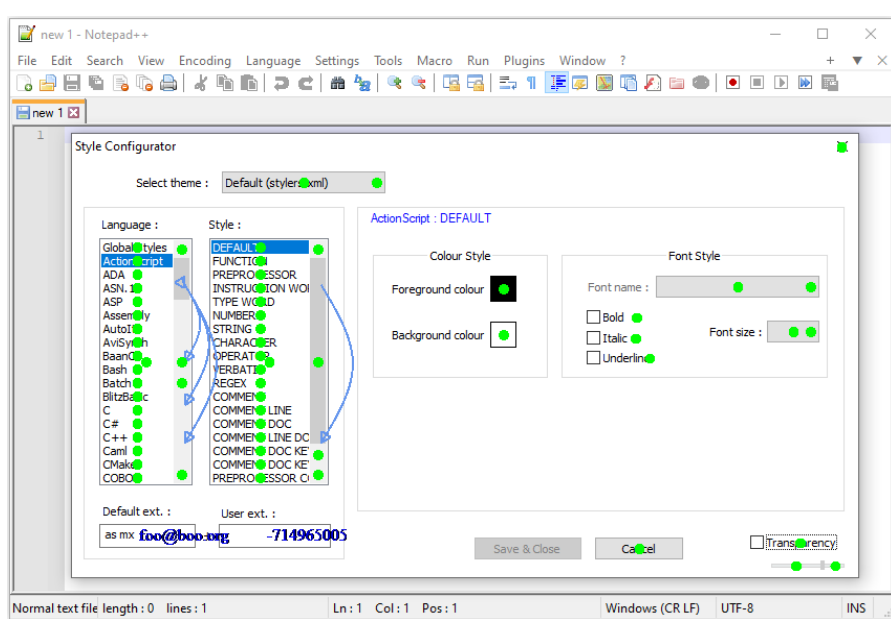 new 1 - Notepad++
File Edit Search View Encoding Language Settings Tools Macro Run Plugins Window ?
new 1
1
Style Configurator
Select theme : Default (stylers.xml)
Language :
Global Styles
ActionScript
ADA
ASN.1
ASP
Assembly
AutoIt
AviSynth
BaanC
Bash
Batch
BlitzBasic
C
C#
C++
Caml
CMake
COBOL
Style :
DEFAULT
FUNCTION
PREPROCESSOR
INSTRUCTION WOR
TYPE WORD
NUMBER
STRING
CHARACTER
OPERATOR
VERBATIM
REGEX
COMMENT
COMMENT LINE
COMMENT DOC
COMMENT LINE DO
COMMENT DOC KE
COMMENT DOC KE
PREPROCESSOR C
Default ext. :
as mx foo@boo.org
User ext. :
-714965005
ActionScript : DEFAULT
Colour Style
Foreground colour
Background colour
Font Style
Font name :
Bold
Italic
Underline
Font size :
Save & Close
Cancel
Transparency
Normal text file length : 0 lines : 1 Ln : 1 Col : 1 Pos : 1 Windows (CR LF) UTF-8 INS